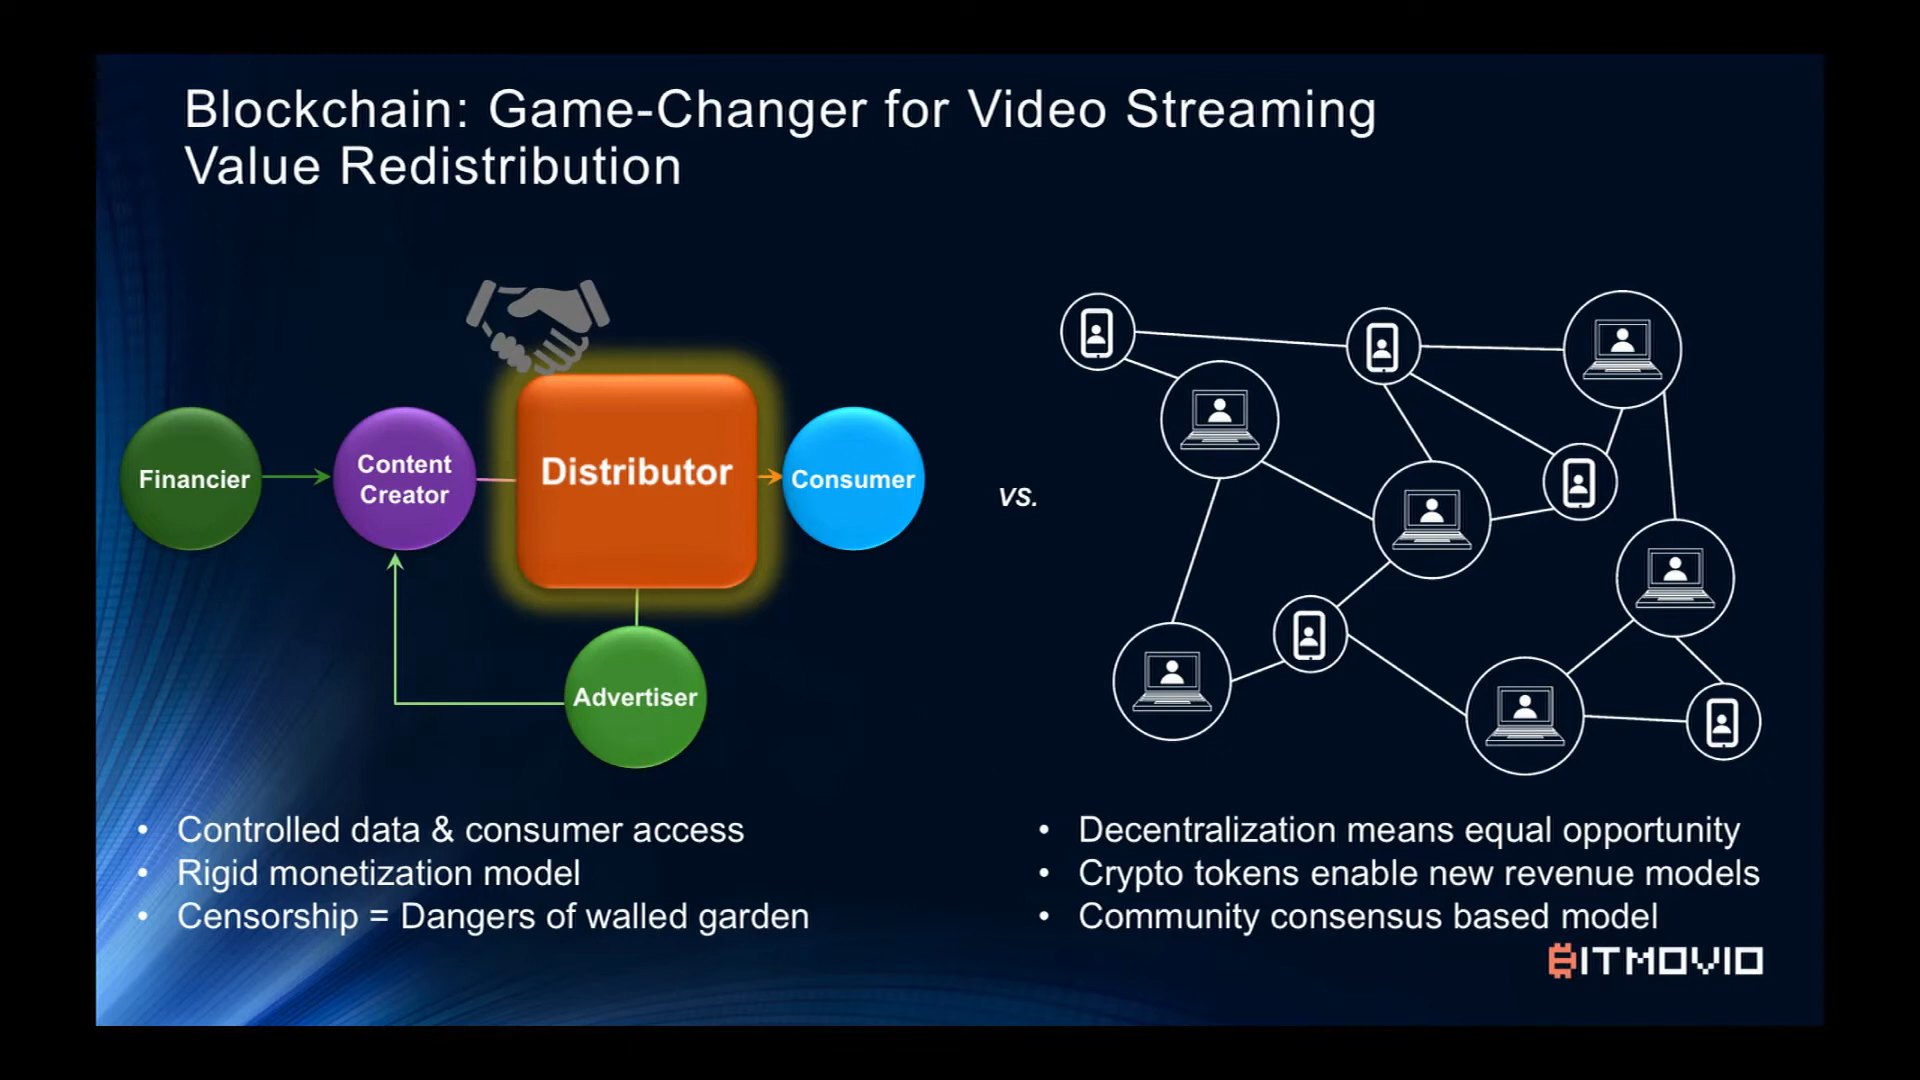 Blockchain: Game-Changer for Video Streaming
Value Redistribution
Financier
Content
Creator
Distributor
Consumer
Advertiser
vs.
• Controlled data & consumer access
• Rigid monetization model
• Censorship = Dangers of walled garden
• Decentralization means equal opportunity
• Crypto tokens enable new revenue models
• Community consensus based model
BITMOVIO